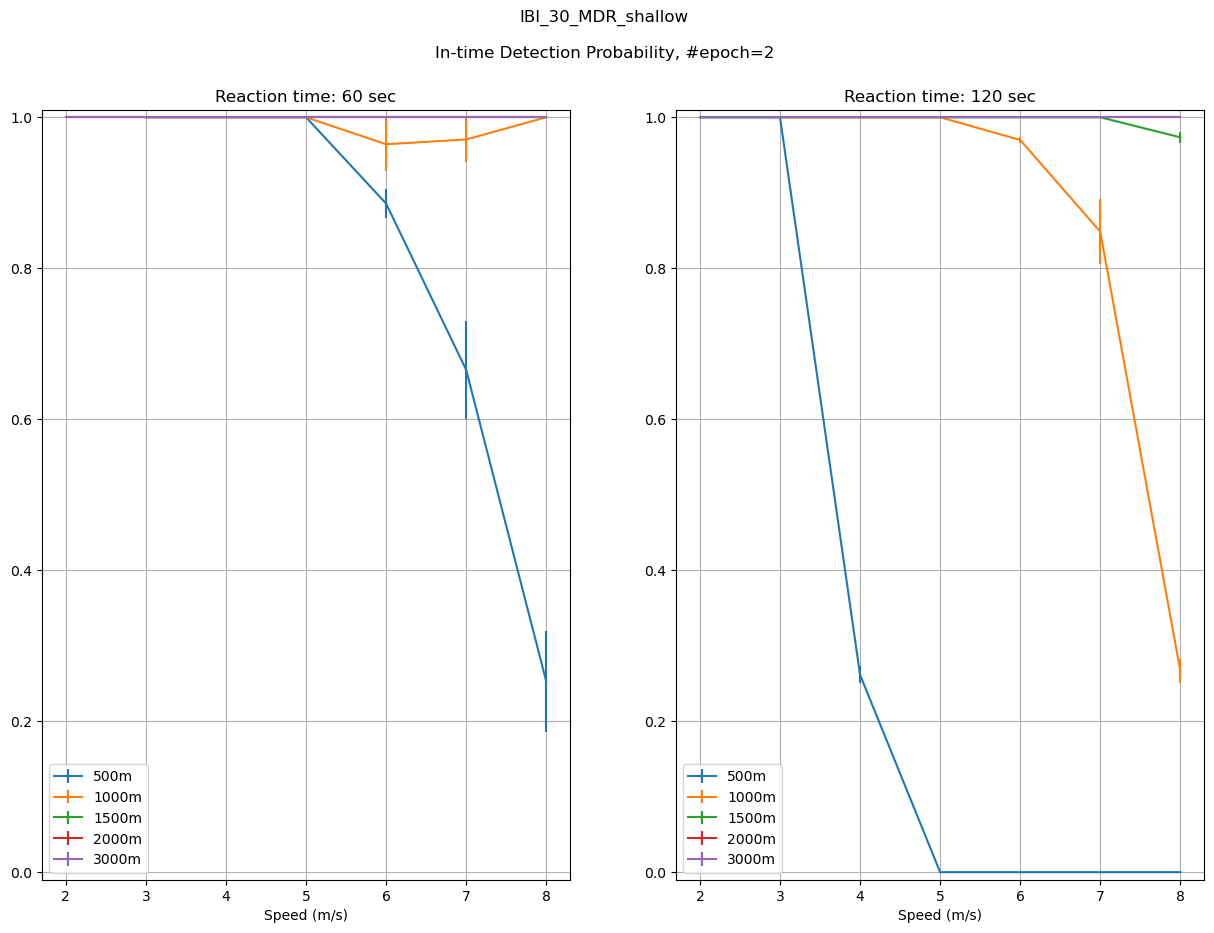 IBI_30_MDR_shallow
In-time Detection Probability, #epoch=2
Reaction time: 60 sec
1.0
0.8
0.6
0.4
0.2
0.0
500m
1000m
1500m
2000m
3000m
2 3 4 5 6 7 8
Speed (m/s)
Reaction time: 120 sec
1.0
0.8
0.6
0.4
0.2
0.0
500m
1000m
1500m
2000m
3000m
2 3 4 5 6 7 8
Speed (m/s)